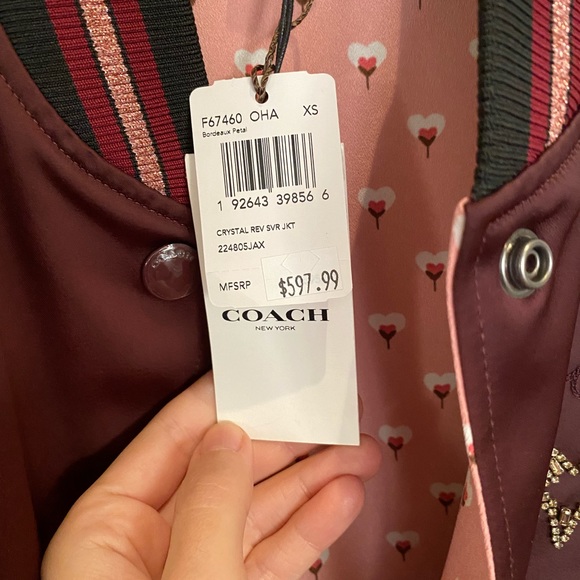 F67460 OHA XS
Bordeaux Petal
1 92643 39856 6
CRYSTAL REV SVR JKT
224805JAX
MFSRP $597.99
COACH
NEW YORK